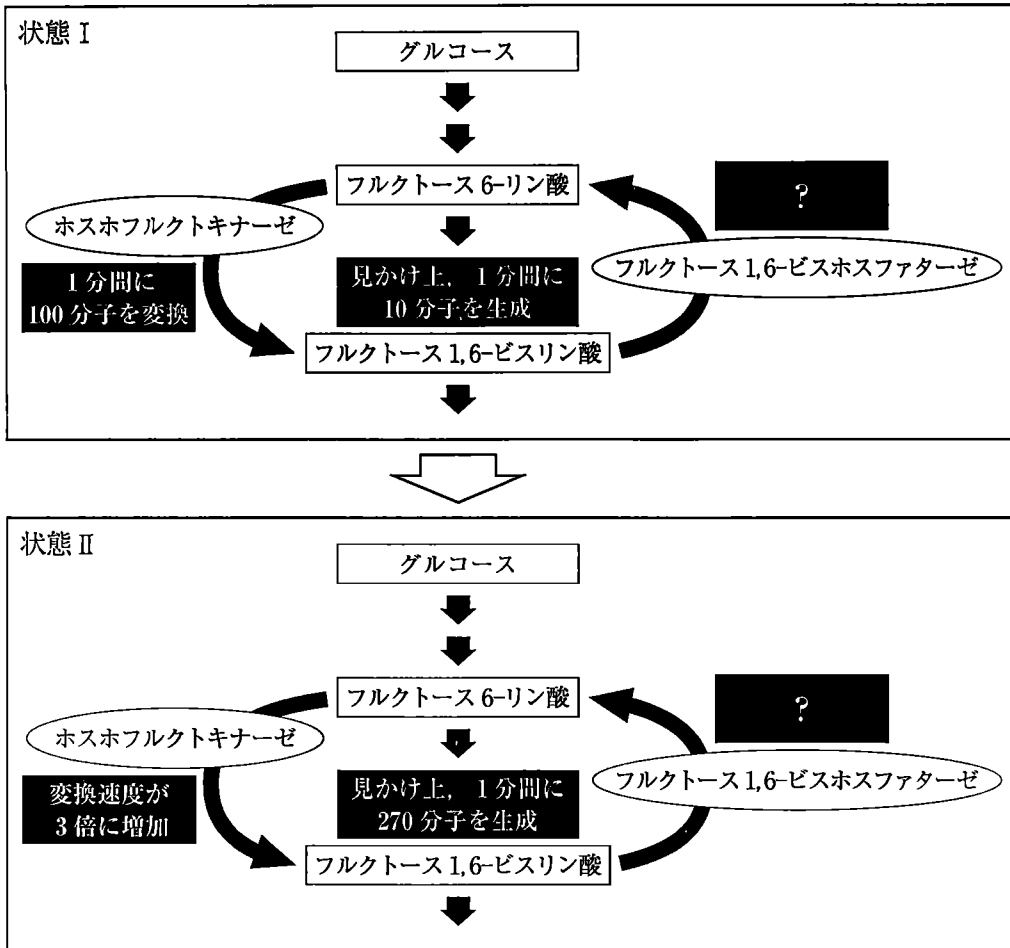 状態Ⅰ
グルコース
フルクトース 6-リン酸
ホスホフルクトキナーゼ
?
フルクトース 1,6-ビスホスファターゼ
1 分間に
100 分子を変換
見かけ上, 1 分間に
10 分子を生成
フルクトース 1,6-ビスリン酸
状態Ⅱ
グルコース
フルクトース 6-リン酸
ホスホフルクトキナーゼ
?
フルクトース 1,6-ビスホスファターゼ
変換速度が
3 倍に増加
見かけ上, 1 分間に
270 分子を生成
フルクトース 1,6-ビスリン酸